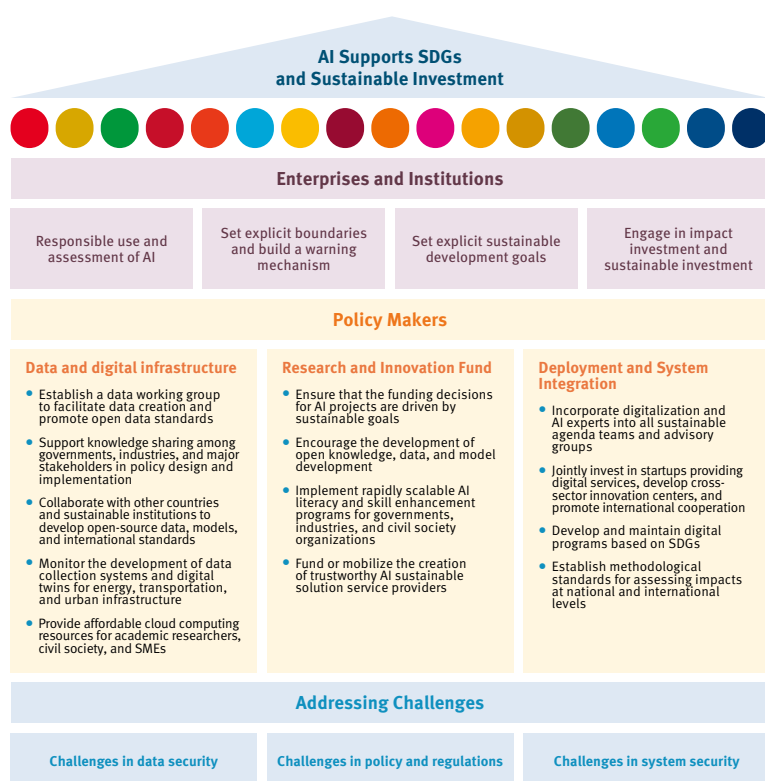 AI Supports SDGs
and Sustainable Investment
Enterprises and Institutions
Responsible use and
assessment of AI
Set explicit boundaries
and build a warning
mechanism
Set explicit sustainable
development goals
Engage in impact
investment and
sustainable investment
Policy Makers
Data and digital infrastructure
• Establish a data working group
to facilitate data creation and
promote open data standards
• Support knowledge sharing among
governments, industries, and major
stakeholders in policy design and
implementation
• Collaborate with other countries
and sustainable institutions to
develop open-source data, models,
and international standards
• Monitor the development of data
collection systems and digital
twins for energy, transportation,
and urban infrastructure
• Provide affordable cloud computing
resources for academic researchers,
civil society, and SMEs
Research and Innovation Fund
• Ensure that the funding decisions
for AI projects are driven by
sustainable goals
• Encourage the development of
open knowledge, data, and model
development
• Implement rapidly scalable AI
literacy and skill enhancement
programs for governments,
industries, and civil society
organizations
• Fund or mobilize the creation
of trustworthy AI sustainable
solution service providers
Deployment and System
Integration
• Incorporate digitalization and
AI experts into all sustainable
agenda teams and advisory
groups
• Jointly invest in startups providing
digital services, develop cross-
sector innovation centers, and
promote international cooperation
• Develop and maintain digital
programs based on SDGs
• Establish methodological
standards for assessing impacts
at national and international
levels
Addressing Challenges
Challenges in data security
Challenges in policy and regulations
Challenges in system security